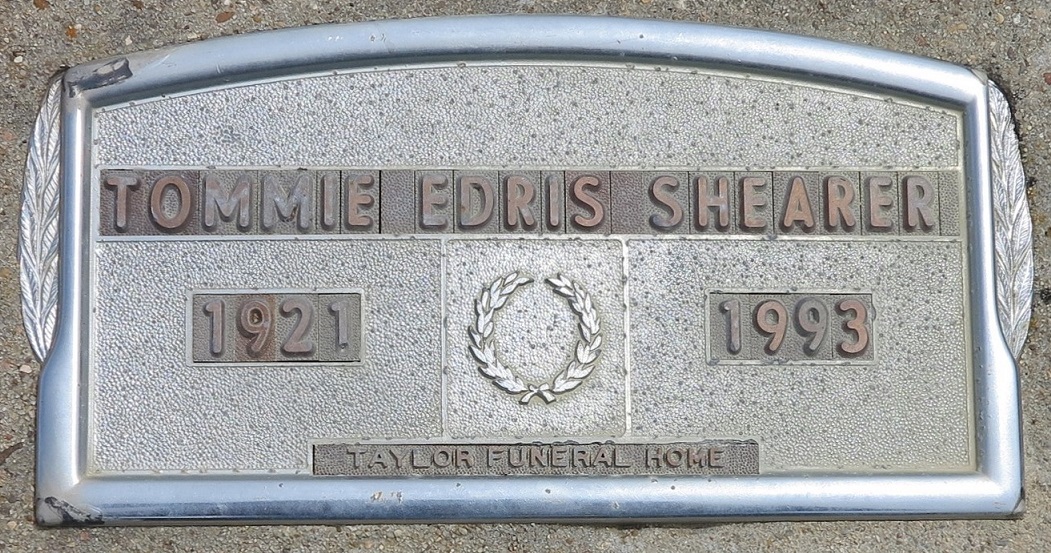 TOMMIE EDRIS SHEARER
1921 1993
TAYLOR FUNERAL HOME